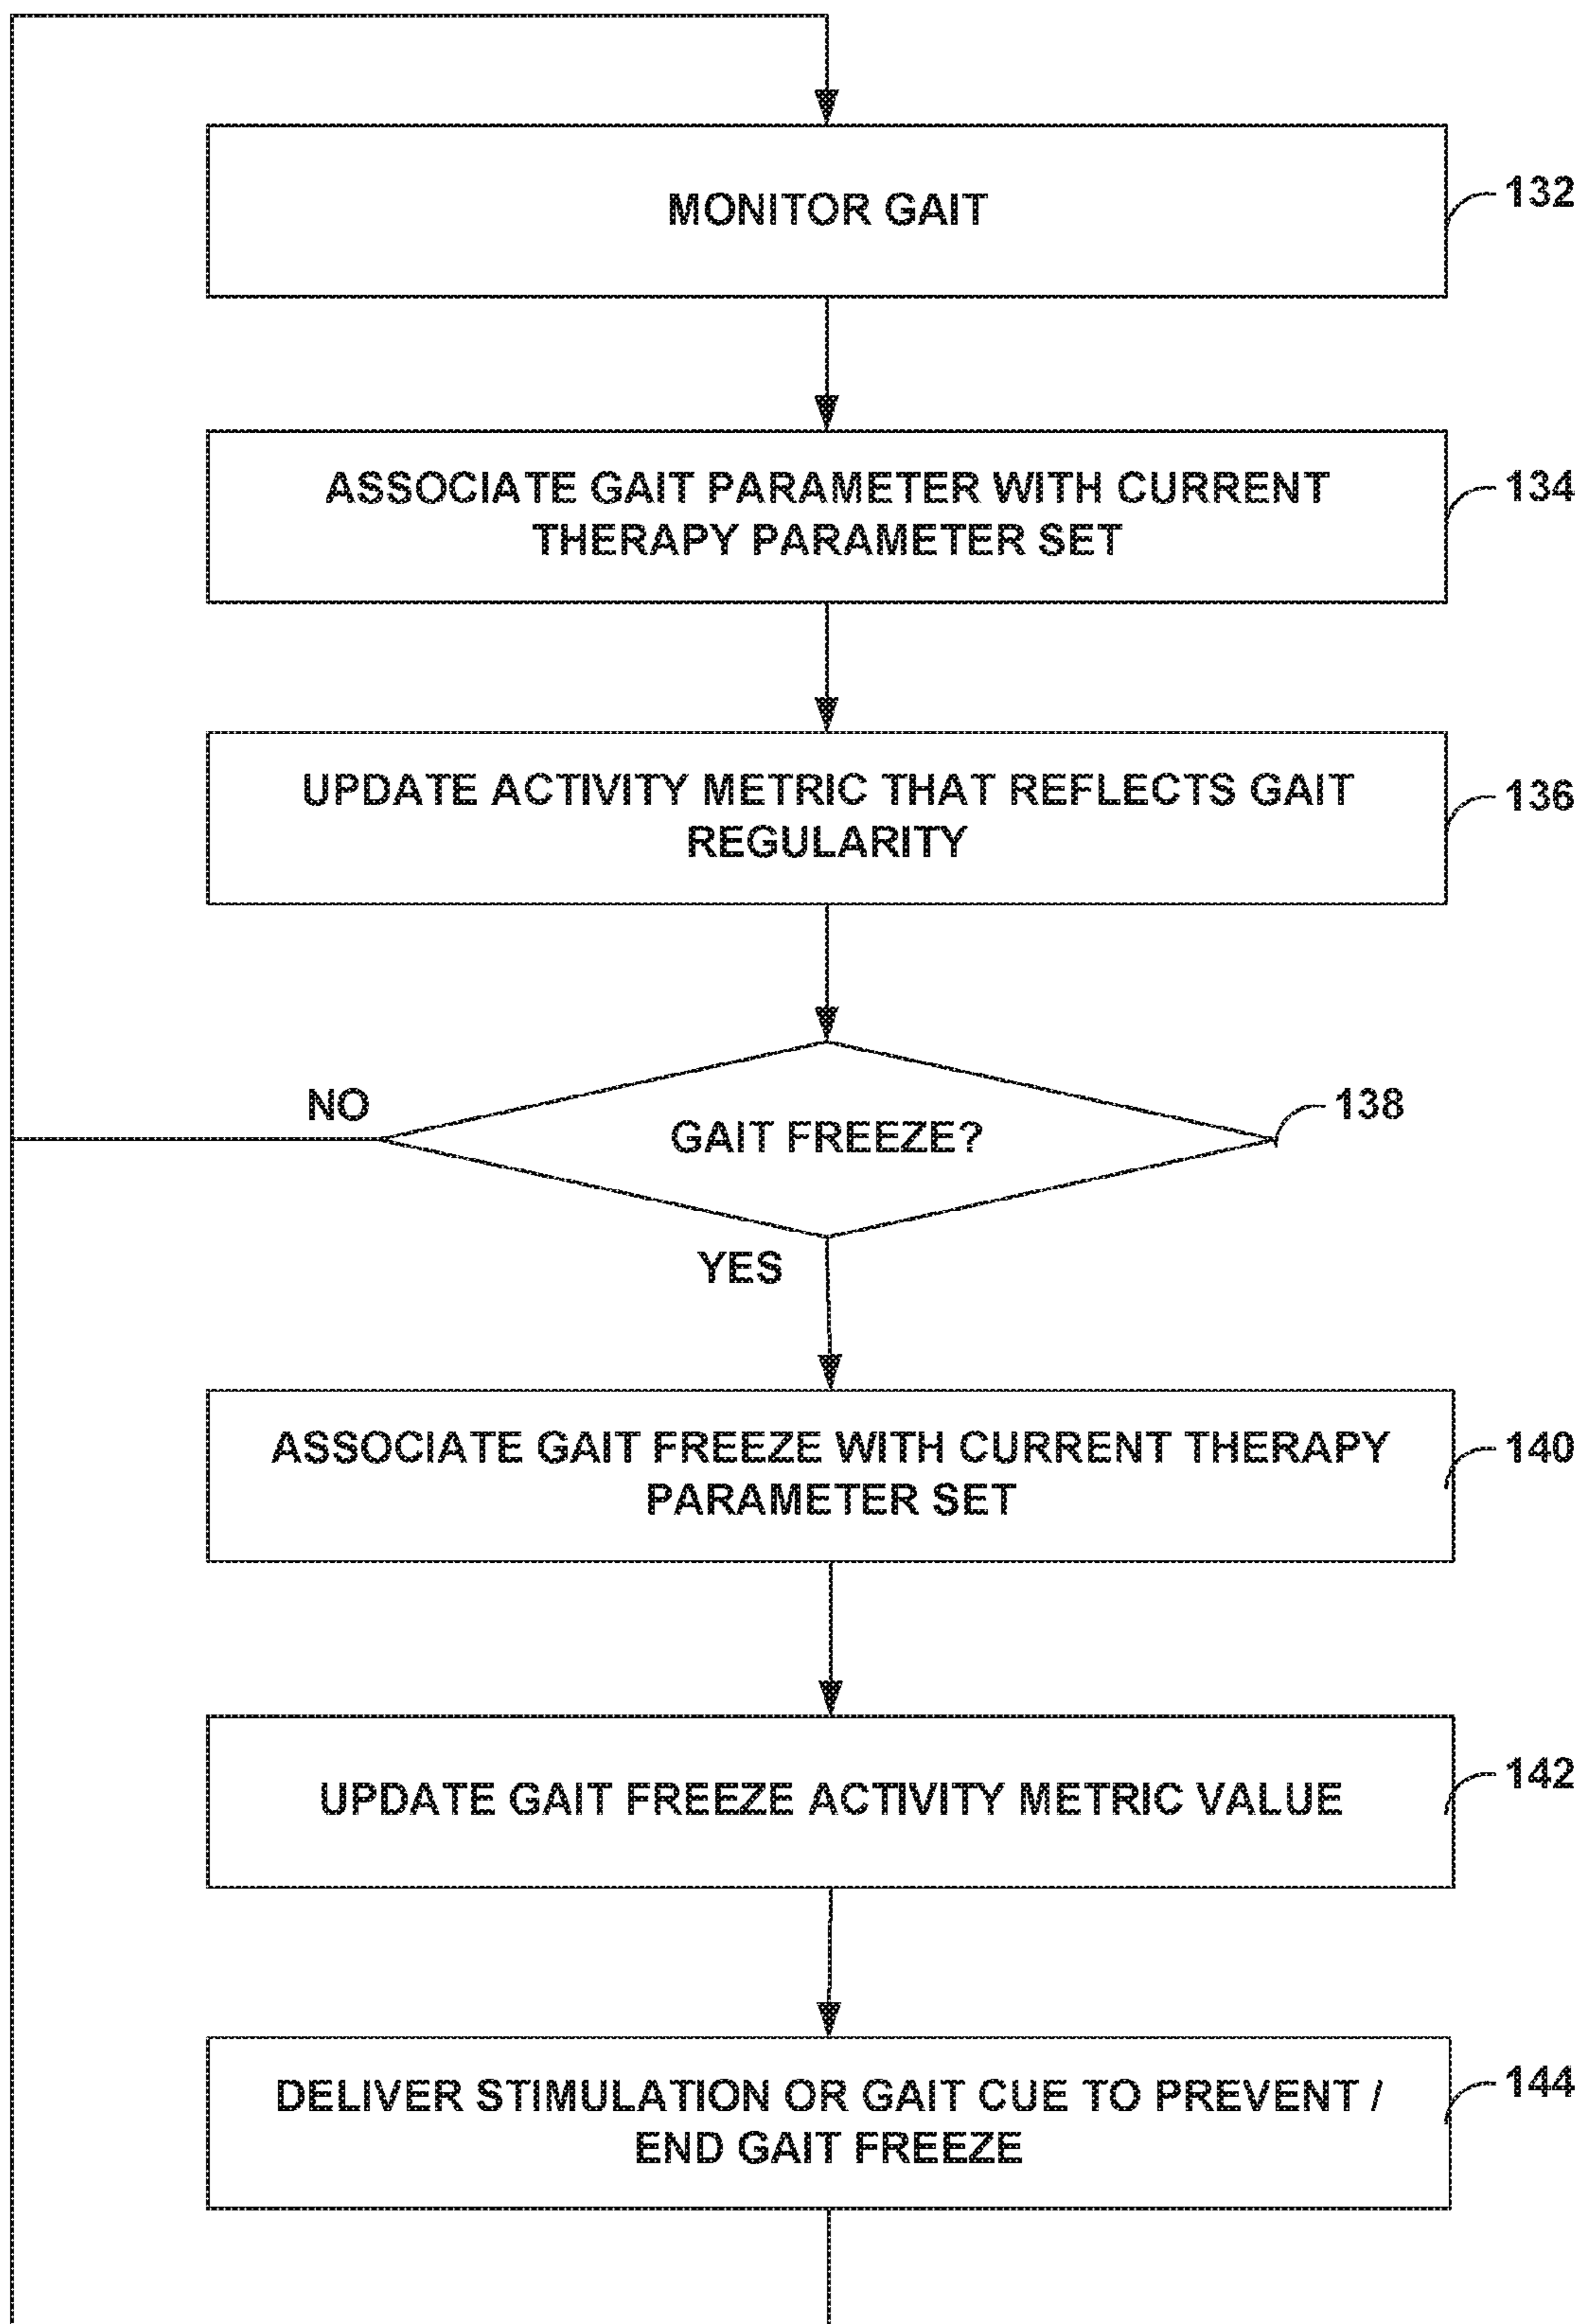 MONITOR GAIT
132
ASSOCIATE GAIT PARAMETER WITH CURRENT
THERAPY PARAMETER SET
134
UPDATE ACTIVITY METRIC THAT REFLECTS GAIT
REGULARITY
136
NO
GAIT FREEZE?
138
YES
ASSOCIATE GAIT FREEZE WITH CURRENT THERAPY
PARAMETER SET
140
UPDATE GAIT FREEZE ACTIVITY METRIC VALUE
142
DELIVER STIMULATION OR GAIT CUE TO PREVENT /
END GAIT FREEZE
144